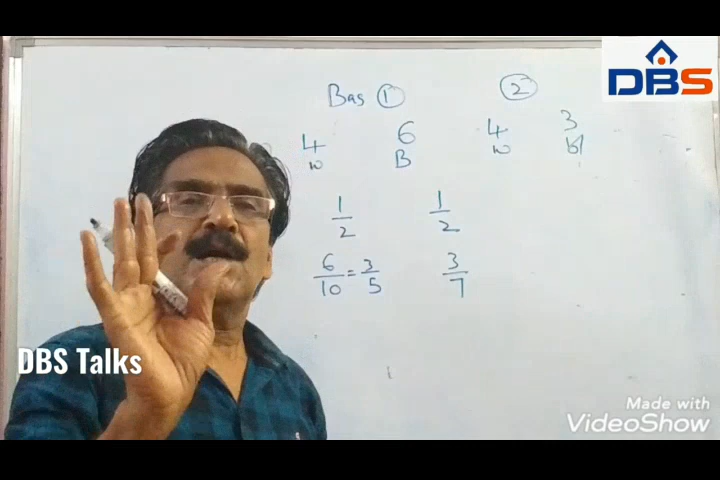 DBS
Bag ① ②
4 6 4 3
W B W Bl
1/2 1/2
6/10 = 3/5 3/7
DBS Talks
Made with
VideoShow